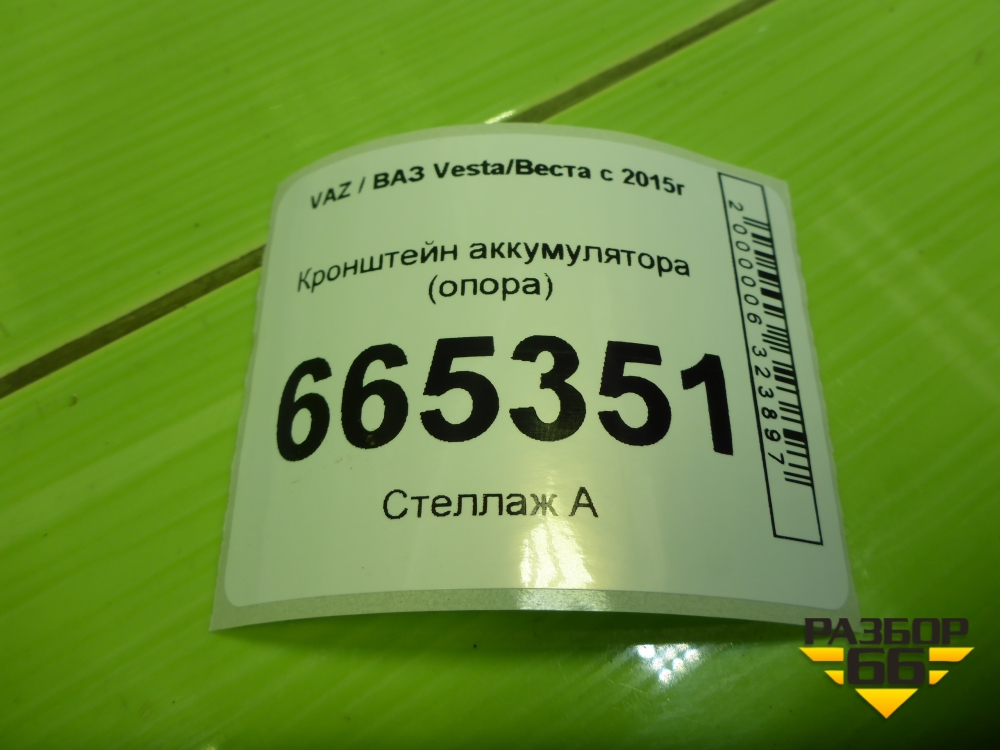 VAZ / ВАЗ Vesta/Веста с 2015г
Кронштейн аккумулятора
(опора)
665351
Стеллаж А
2000006323897
РАЗБОР
66